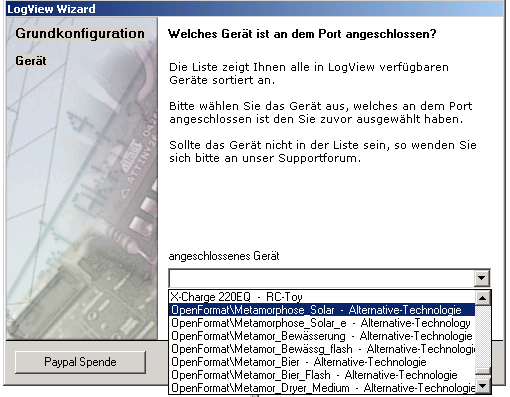 LogView Wizard
Grundkonfiguration
Gerät
Welches Gerät ist an dem Port angeschlossen?
Die Liste zeigt Ihnen alle in LogView verfügbaren
Geräte sortiert an.
Bitte wählen Sie das Gerät aus, welches an dem Port
angeschlossen ist den Sie zuvor ausgewählt haben.
Sollte das Gerät nicht in der Liste sein, so wenden Sie
sich bitte an unser Supportforum.
angeschlossenes Gerät
X-Charge 220EQ - RC-Toy
OpenFormat\Metamorphose_Solar - Alternative-Technologie
OpenFormat\Metamorphose_Solar_e - Alternative-Technology
OpenFormat\Metamor_Bewässerung - Alternative-Technologi
OpenFormat\Metamor_Bewässg_flash - Alternative-Technologi
OpenFormat\Metamor_Bier - Alternative-Technologie
OpenFormat\Metamor_Bier_Flash - Alternative-Technologie
OpenFormat\Metamor_Dryer_Medium - Alternative-Technologi
Paypal Spende